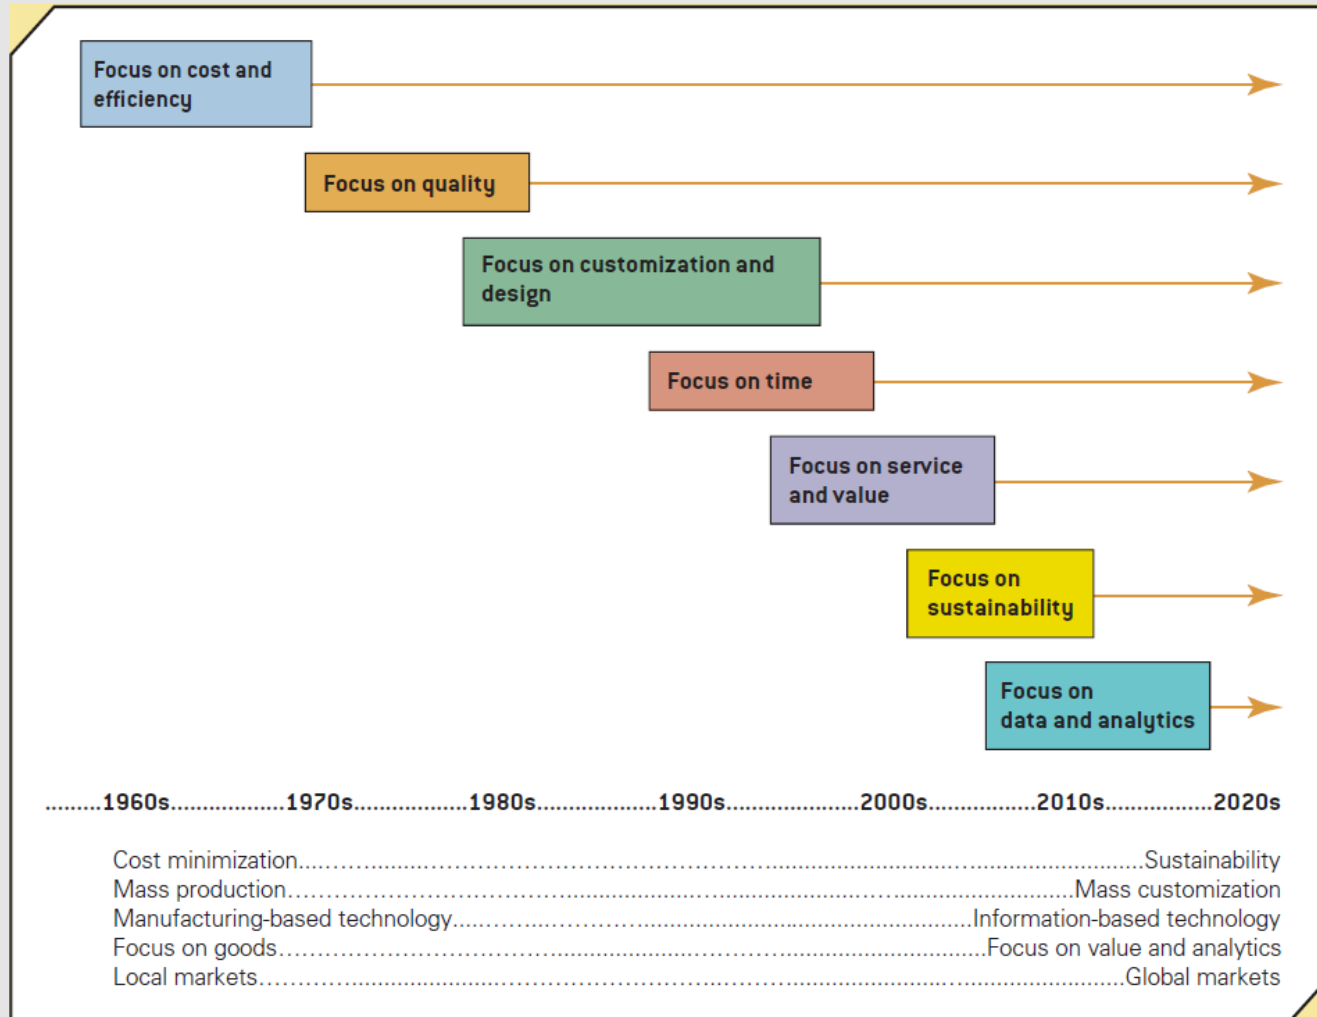 Focus on cost and
efficiency
Focus on quality
Focus on customization and
design
Focus on time
Focus on service
and value
Focus on
sustainability
Focus on
data and analytics
.........1960s.................1970s.................1980s..................1990s...................2000s................2010s................2020s
Cost minimization.............................................................Sustainability
Mass production.............................................................Mass customization
Manufacturing-based technology.............................................................Information-based technology
Focus on goods.............................................................Focus on value and analytics
Local markets.............................................................Global markets